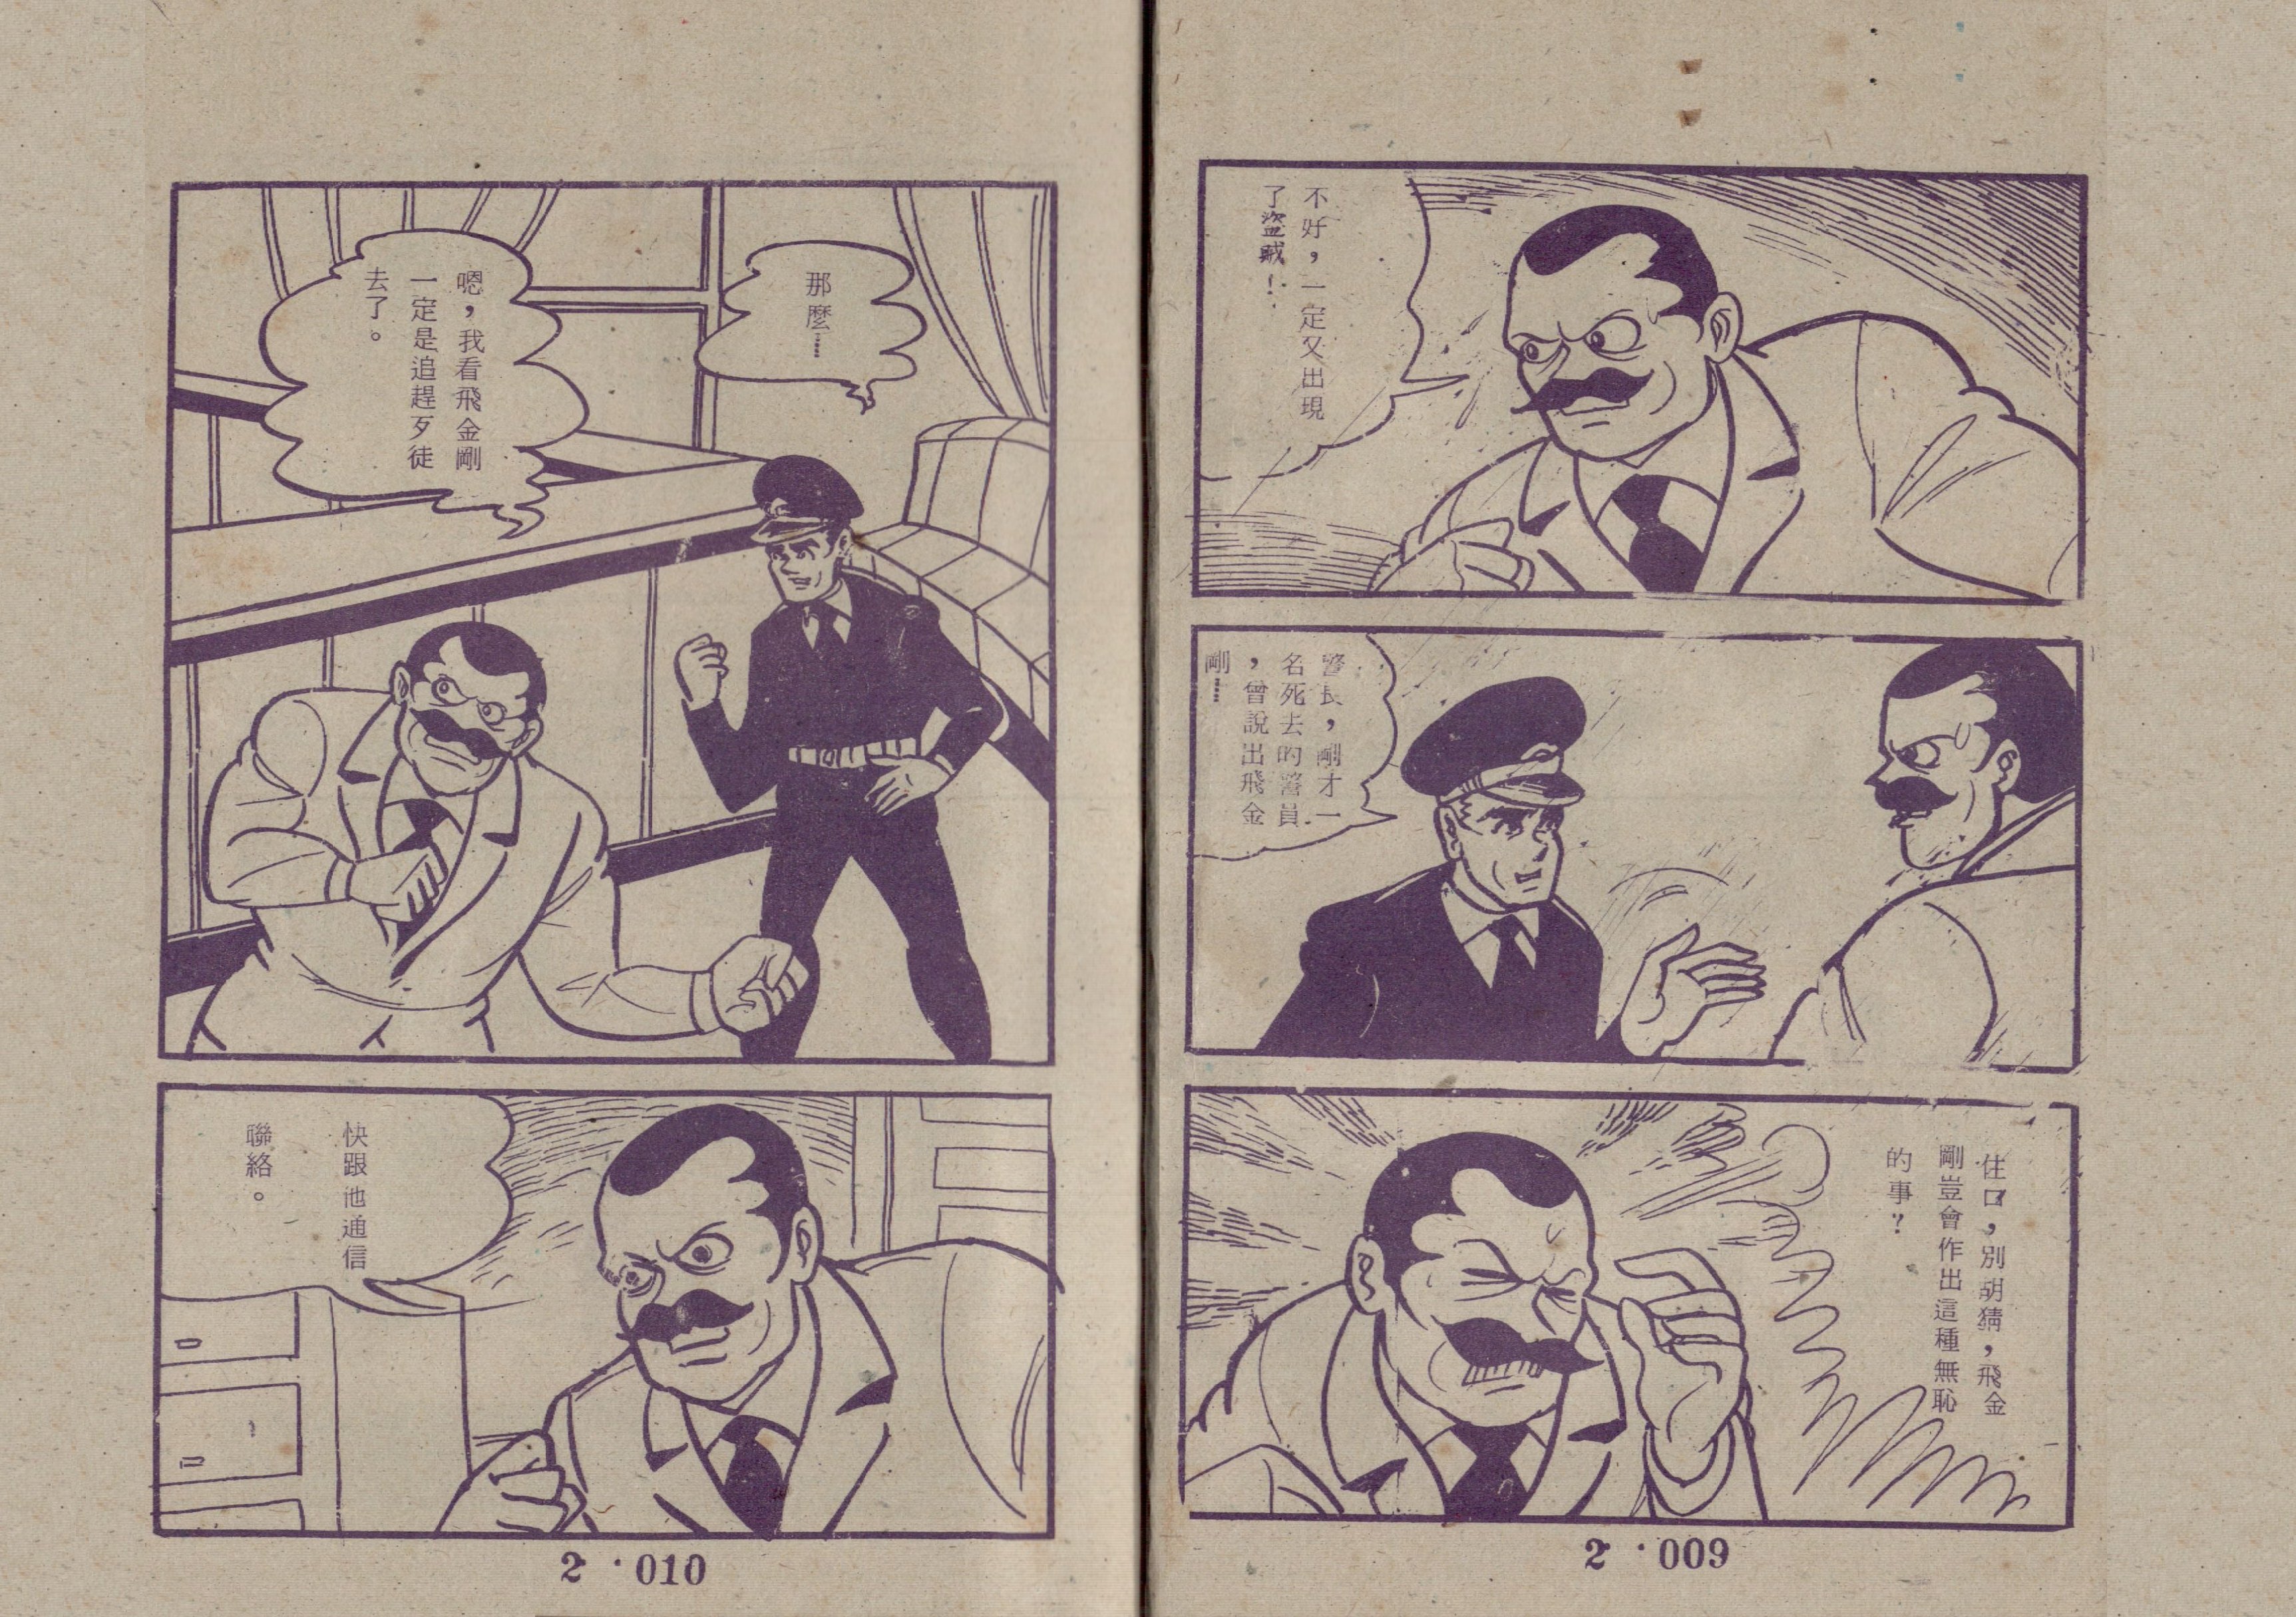 不好，一定又出現
了盜賊！
警長，剛才一
名死去的警員
，曾說出飛金
剛……
住口，別胡猜，飛金
剛豈會作出這種無恥
的事？
2·009
那麼……
嗯，我看飛金剛
一定是追趕歹徒
去了。
快跟池通信
聯絡。
2·010